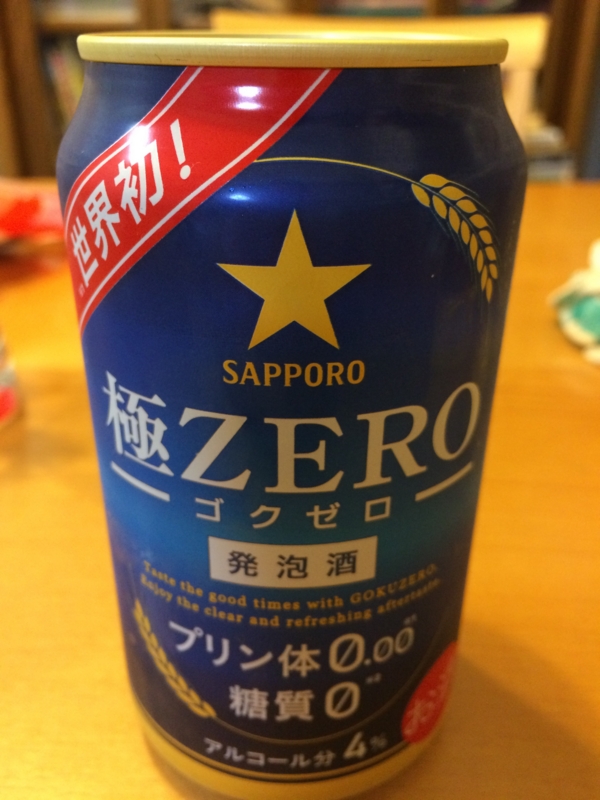 世界初!
SAPPORO
極ZERO
ゴクゼロ
発泡酒
Taste the good times with GOKUZERO.
Enjoy the clear and refreshing aftertaste.
プリン体0.00
糖質0
お酒
アルコール分4%